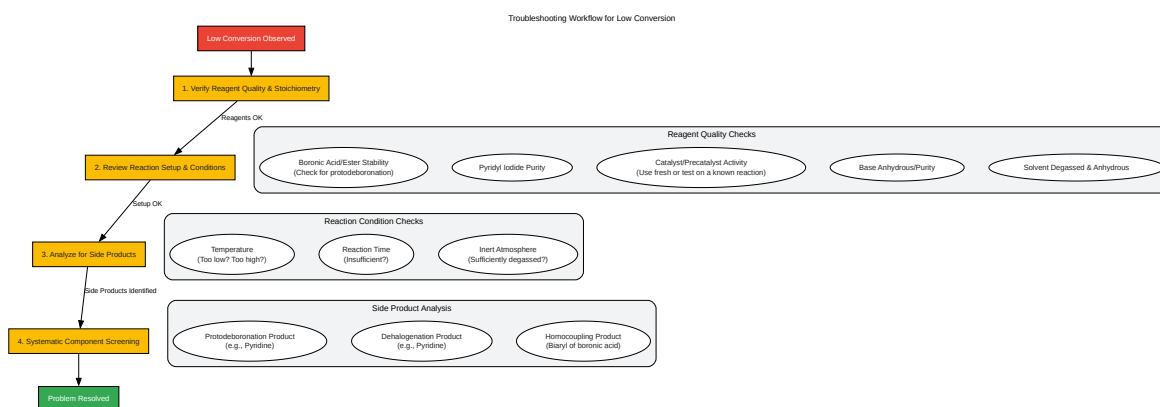 Troubleshooting Workflow for Low Conversion
Low Conversion Observed
1. Verify Reagent Quality & Stoichiometry
Reagents OK
Reagent Quality Checks
Boronic Acid/Ester Stability
(Check for protodeboronation)
Pyridyl Iodide Purity
Catalyst/Precatalyst Activity
(Use fresh or test on a known reaction)
Base Anhydrous/Purity
Solvent Degassed & Anhydrous
2. Review Reaction Setup & Conditions
Setup OK
Reaction Condition Checks
Temperature
(Too low? Too high?)
Reaction Time
(Insufficient?)
Inert Atmosphere
(Sufficiently degassed?)
3. Analyze for Side Products
Side Products Identified
Side Product Analysis
Protodeboronation Product
(e.g., Pyridine)
Dehalogenation Product
(e.g., Pyridine)
Homocoupling Product
(Biaryl of boronic acid)
4. Systematic Component Screening
Problem Resolved